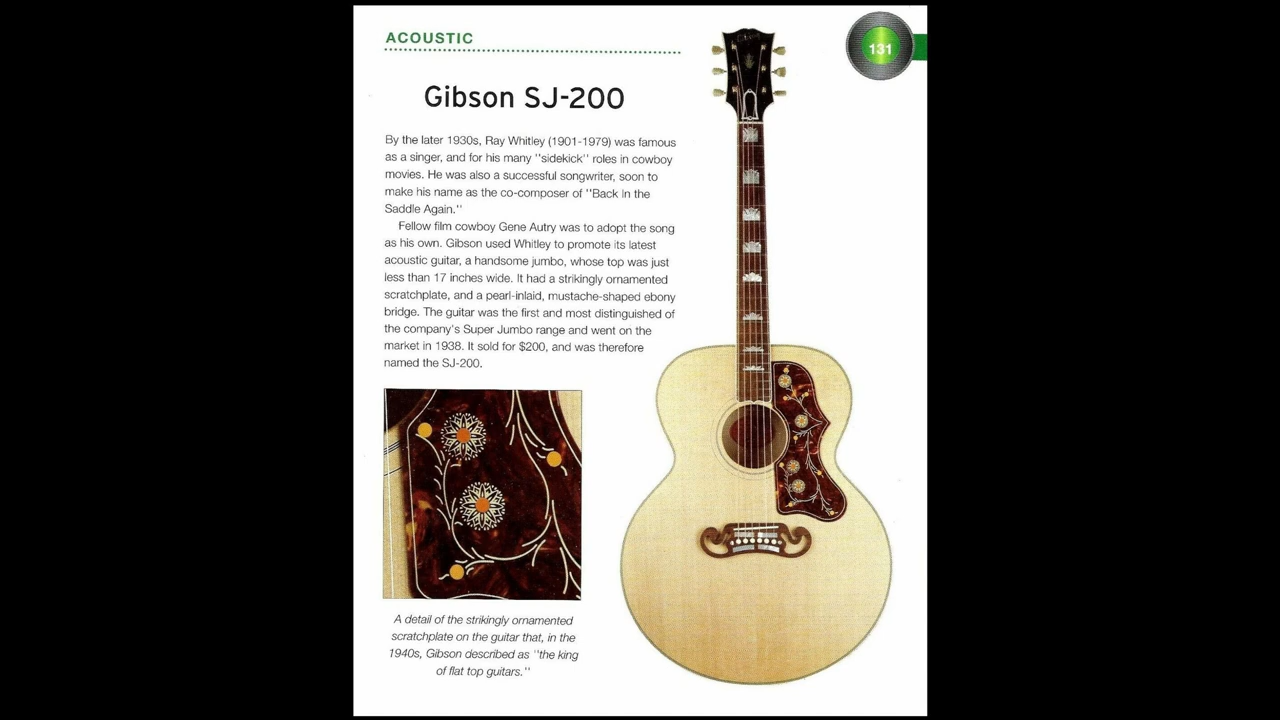 ACOUSTIC
131
Gibson SJ-200
By the later 1930s, Ray Whitley (1901-1979) was famous
as a singer, and for his many "sidekick" roles in cowboy
movies. He was also a successful songwriter, soon to
make his name as the co-composer of "Back In the
Saddle Again."
Fellow film cowboy Gene Autry was to adopt the song
as his own. Gibson used Whitley to promote its latest
acoustic guitar, a handsome jumbo, whose top was just
less than 17 inches wide. It had a strikingly ornamented
scratchplate, and a pearl-inlaid, mustache-shaped ebony
bridge. The guitar was the first and most distinguished of
the company's Super Jumbo range and went on the
market in 1938. It sold for $200, and was therefore
named the SJ-200.
A detail of the strikingly ornamented
scratchplate on the guitar that, in the
1940s, Gibson described as "the king
of flat top guitars."